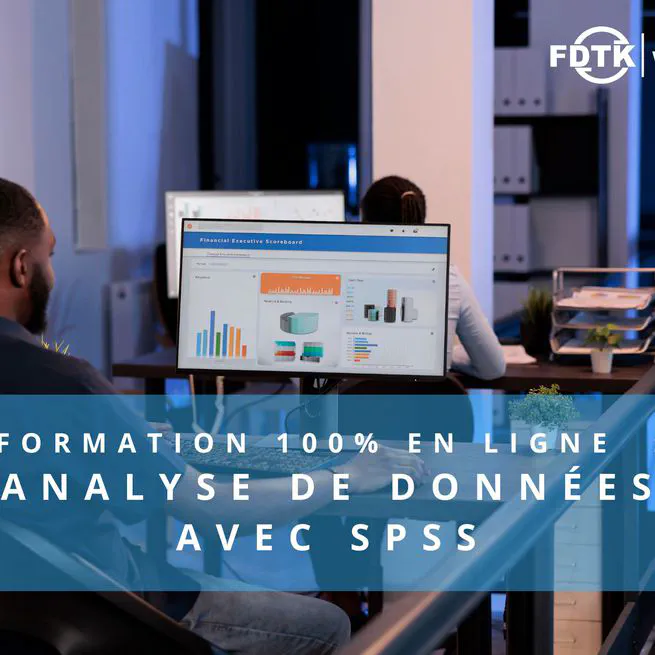 FDTK
Financial Executive Scoreboard
FORMATION 100% EN LIGNE
ANALYSE DE DONNÉES
AVEC SPSS